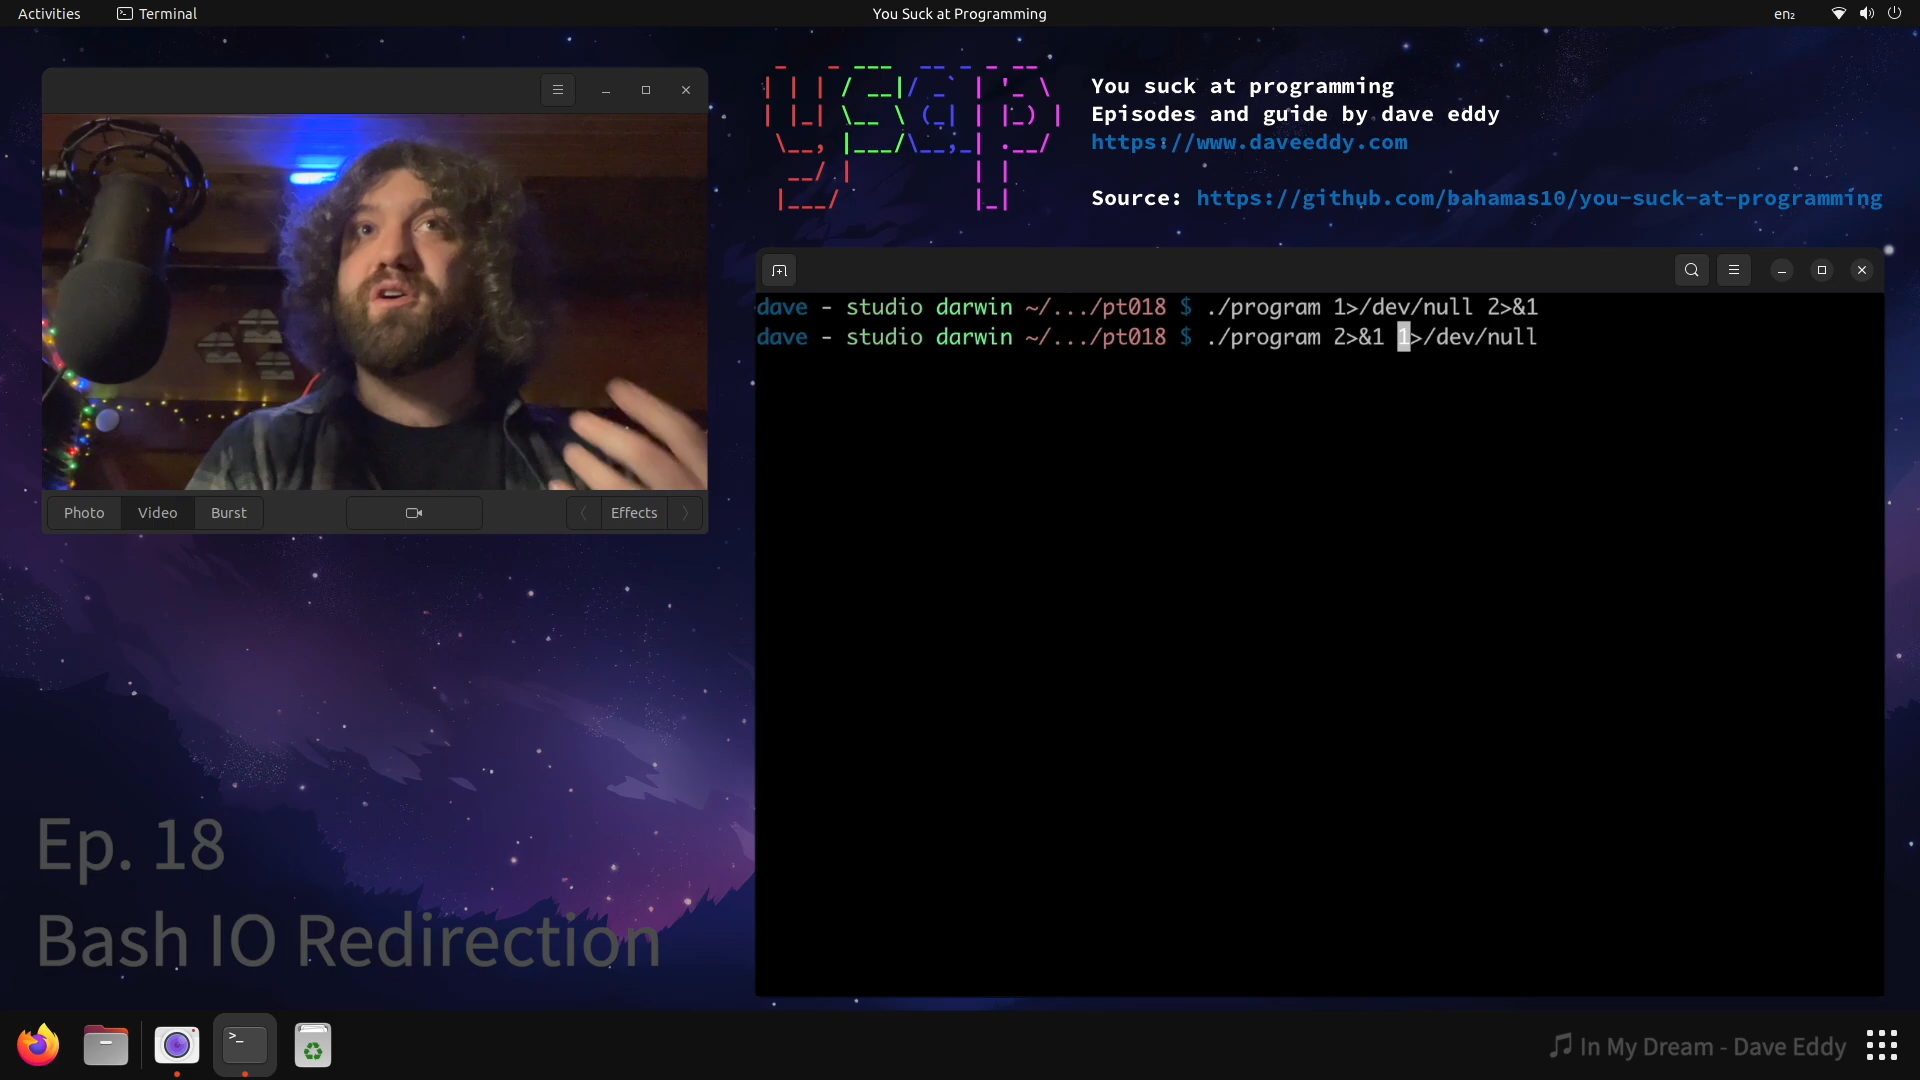 Activities
Terminal
You Suck at Programming
en₂
You suck at programming
Episodes and guide by dave eddy
https://www.daveeddy.com
Source: https://github.com/bahamas10/you-suck-at-programming
dave - studio darwin ~/.../pt018 $ ./program 1>/dev/null 2>&1
dave - studio darwin ~/.../pt018 $ ./program 2>&1 1>/dev/null
Photo
Video
Burst
Effects
Ep. 18
Bash IO Redirection
In My Dream - Dave Eddy